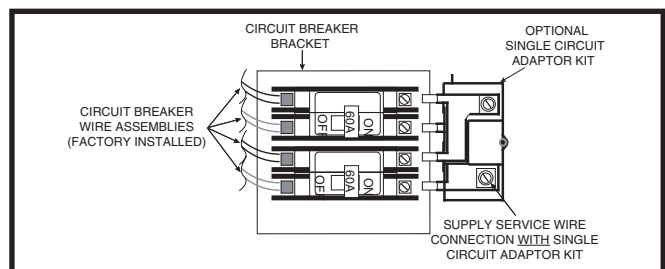 CIRCUIT BREAKER
BRACKET
OPTIONAL
SINGLE CIRCUIT
ADAPTOR KIT
CIRCUIT BREAKER
WIRE ASSEMBLIES
(FACTORY INSTALLED)
OFF
60A
ON
OFF
60A
ON
SUPPLY SERVICE WIRE
CONNECTION WITH SINGLE
CIRCUIT ADAPTOR KIT